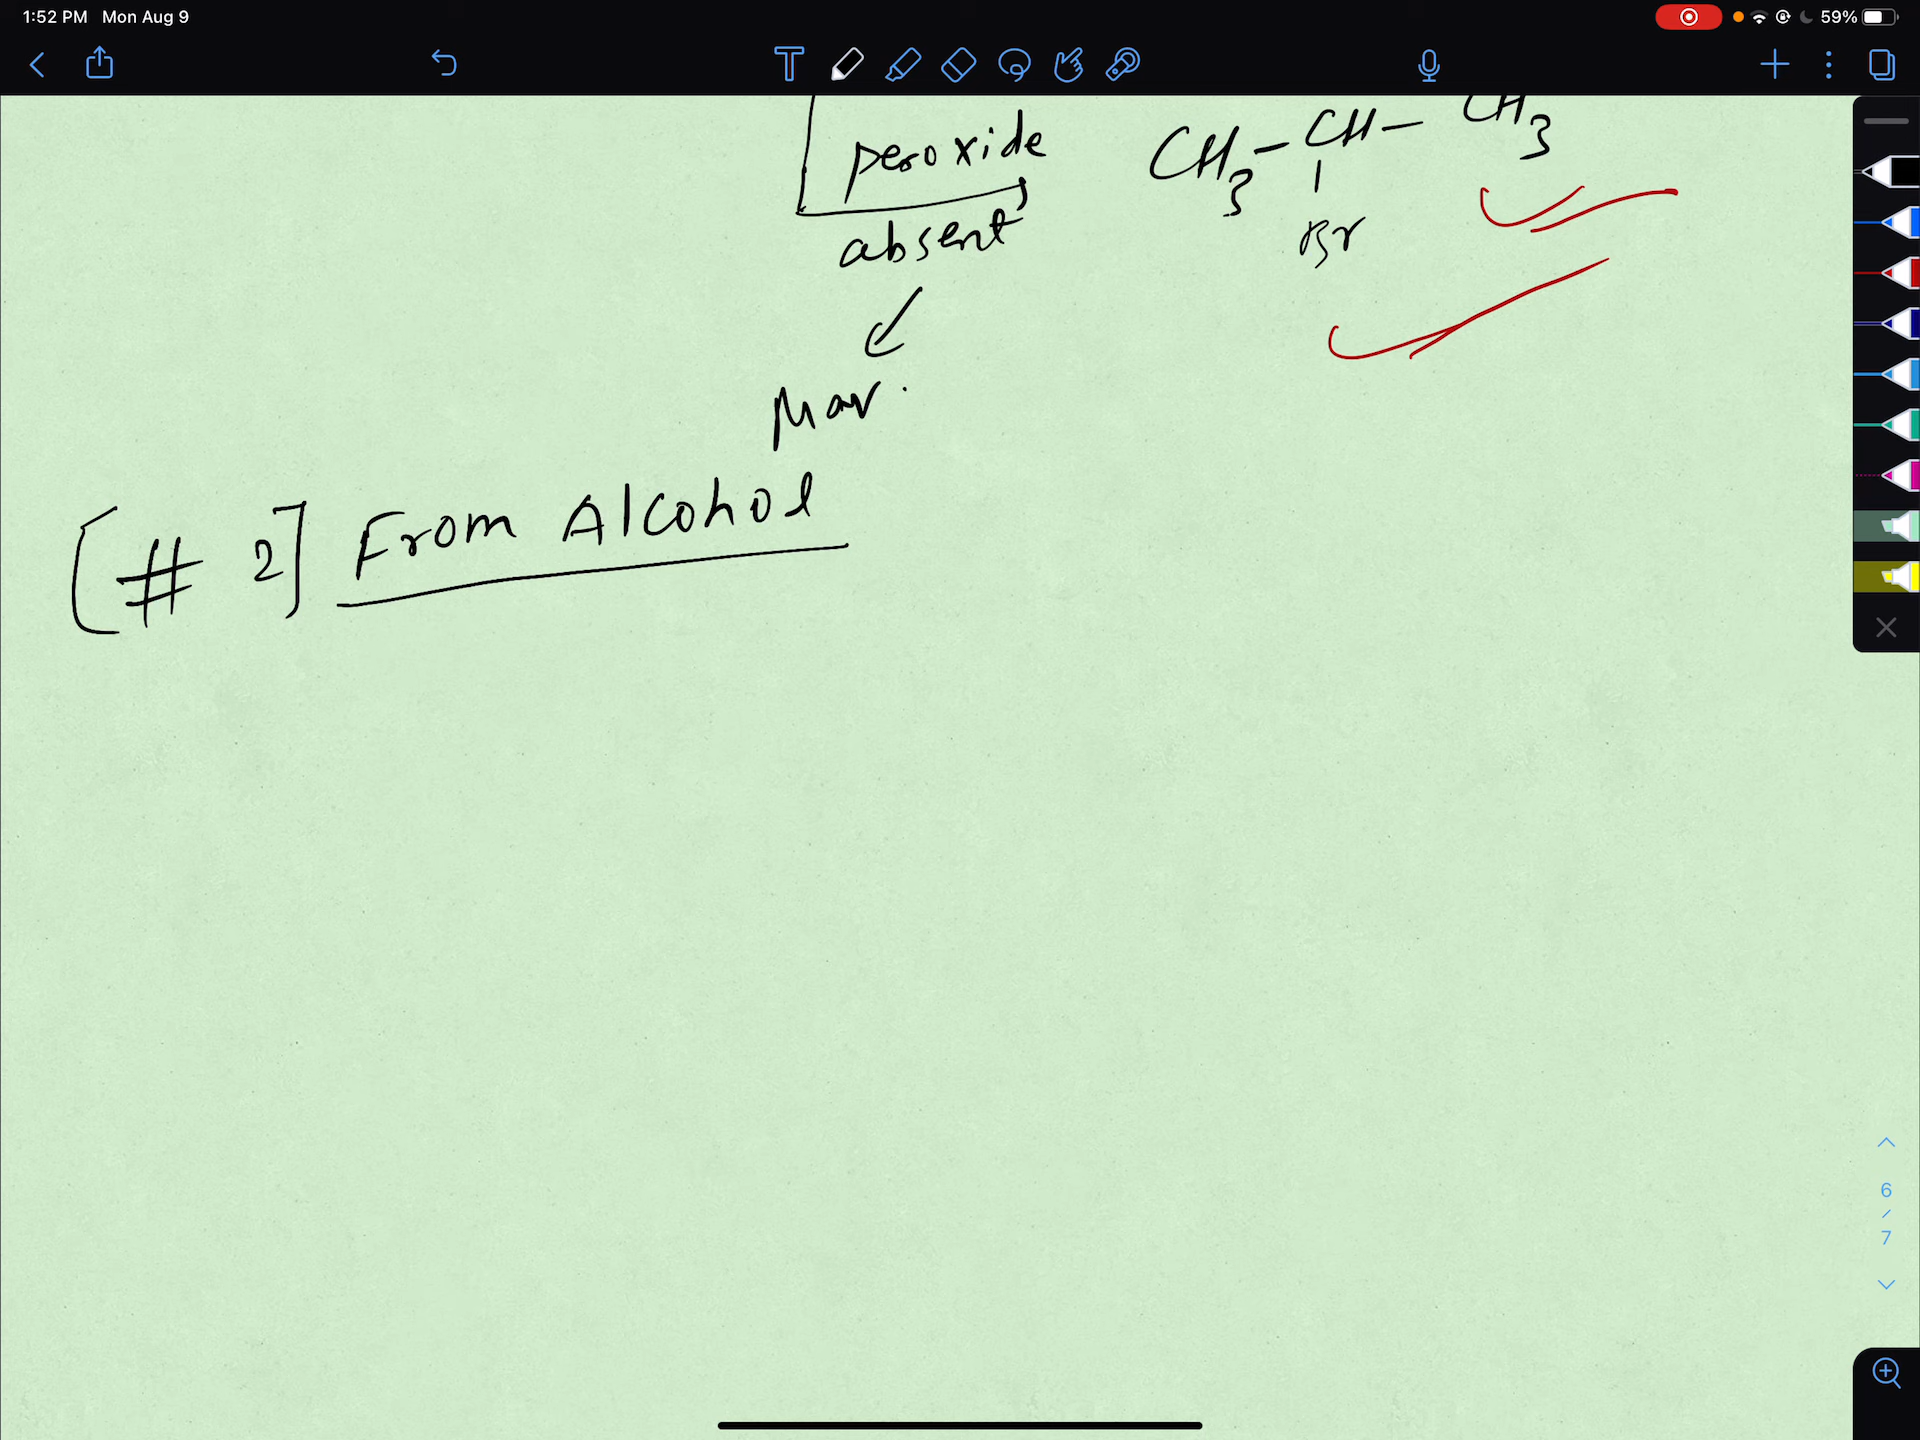 1:52 PM Mon Aug 9
59%
peroxide
CH3 - CH - CH3
absent
Br
Mar.
[# 2] From Alcohol
6
7